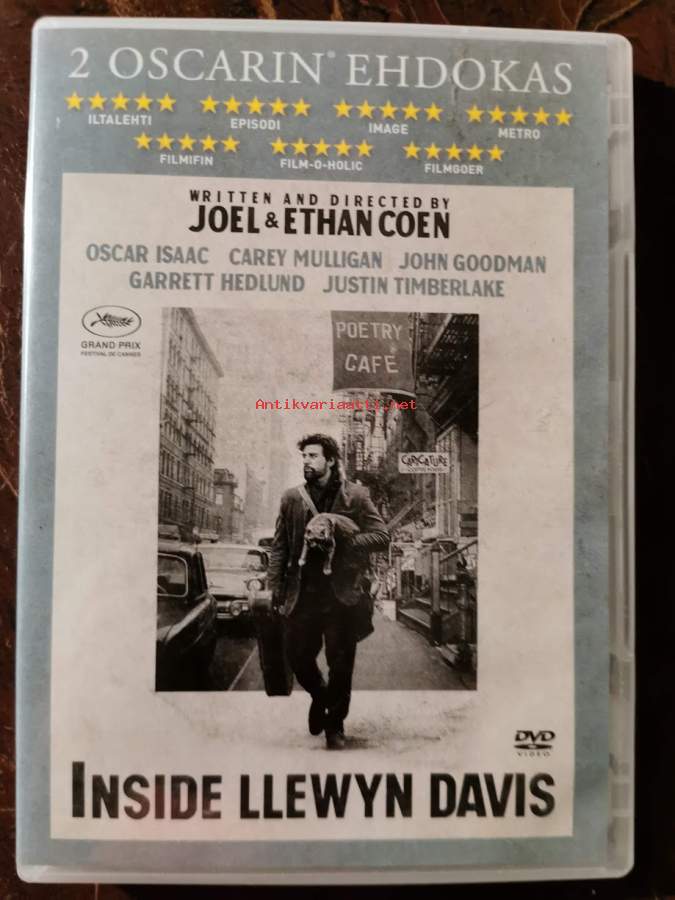 2 OSCARIN® EHDOKAS
ILTALEHTI EPISODI IMAGE METRO
FILMIFIN FILM-O-HOLIC FILMGOER
WRITTEN AND DIRECTED BY
JOEL & ETHAN COEN
OSCAR ISAAC CAREY MULLIGAN JOHN GOODMAN
GARRETT HEDLUND JUSTIN TIMBERLAKE
GRAND PRIX
FESTIVAL DE CANNES
POETRY
CAFE
Antikvariaatti.net
CARICATURE
DVD
VIDEO
INSIDE LLEWYN DAVIS